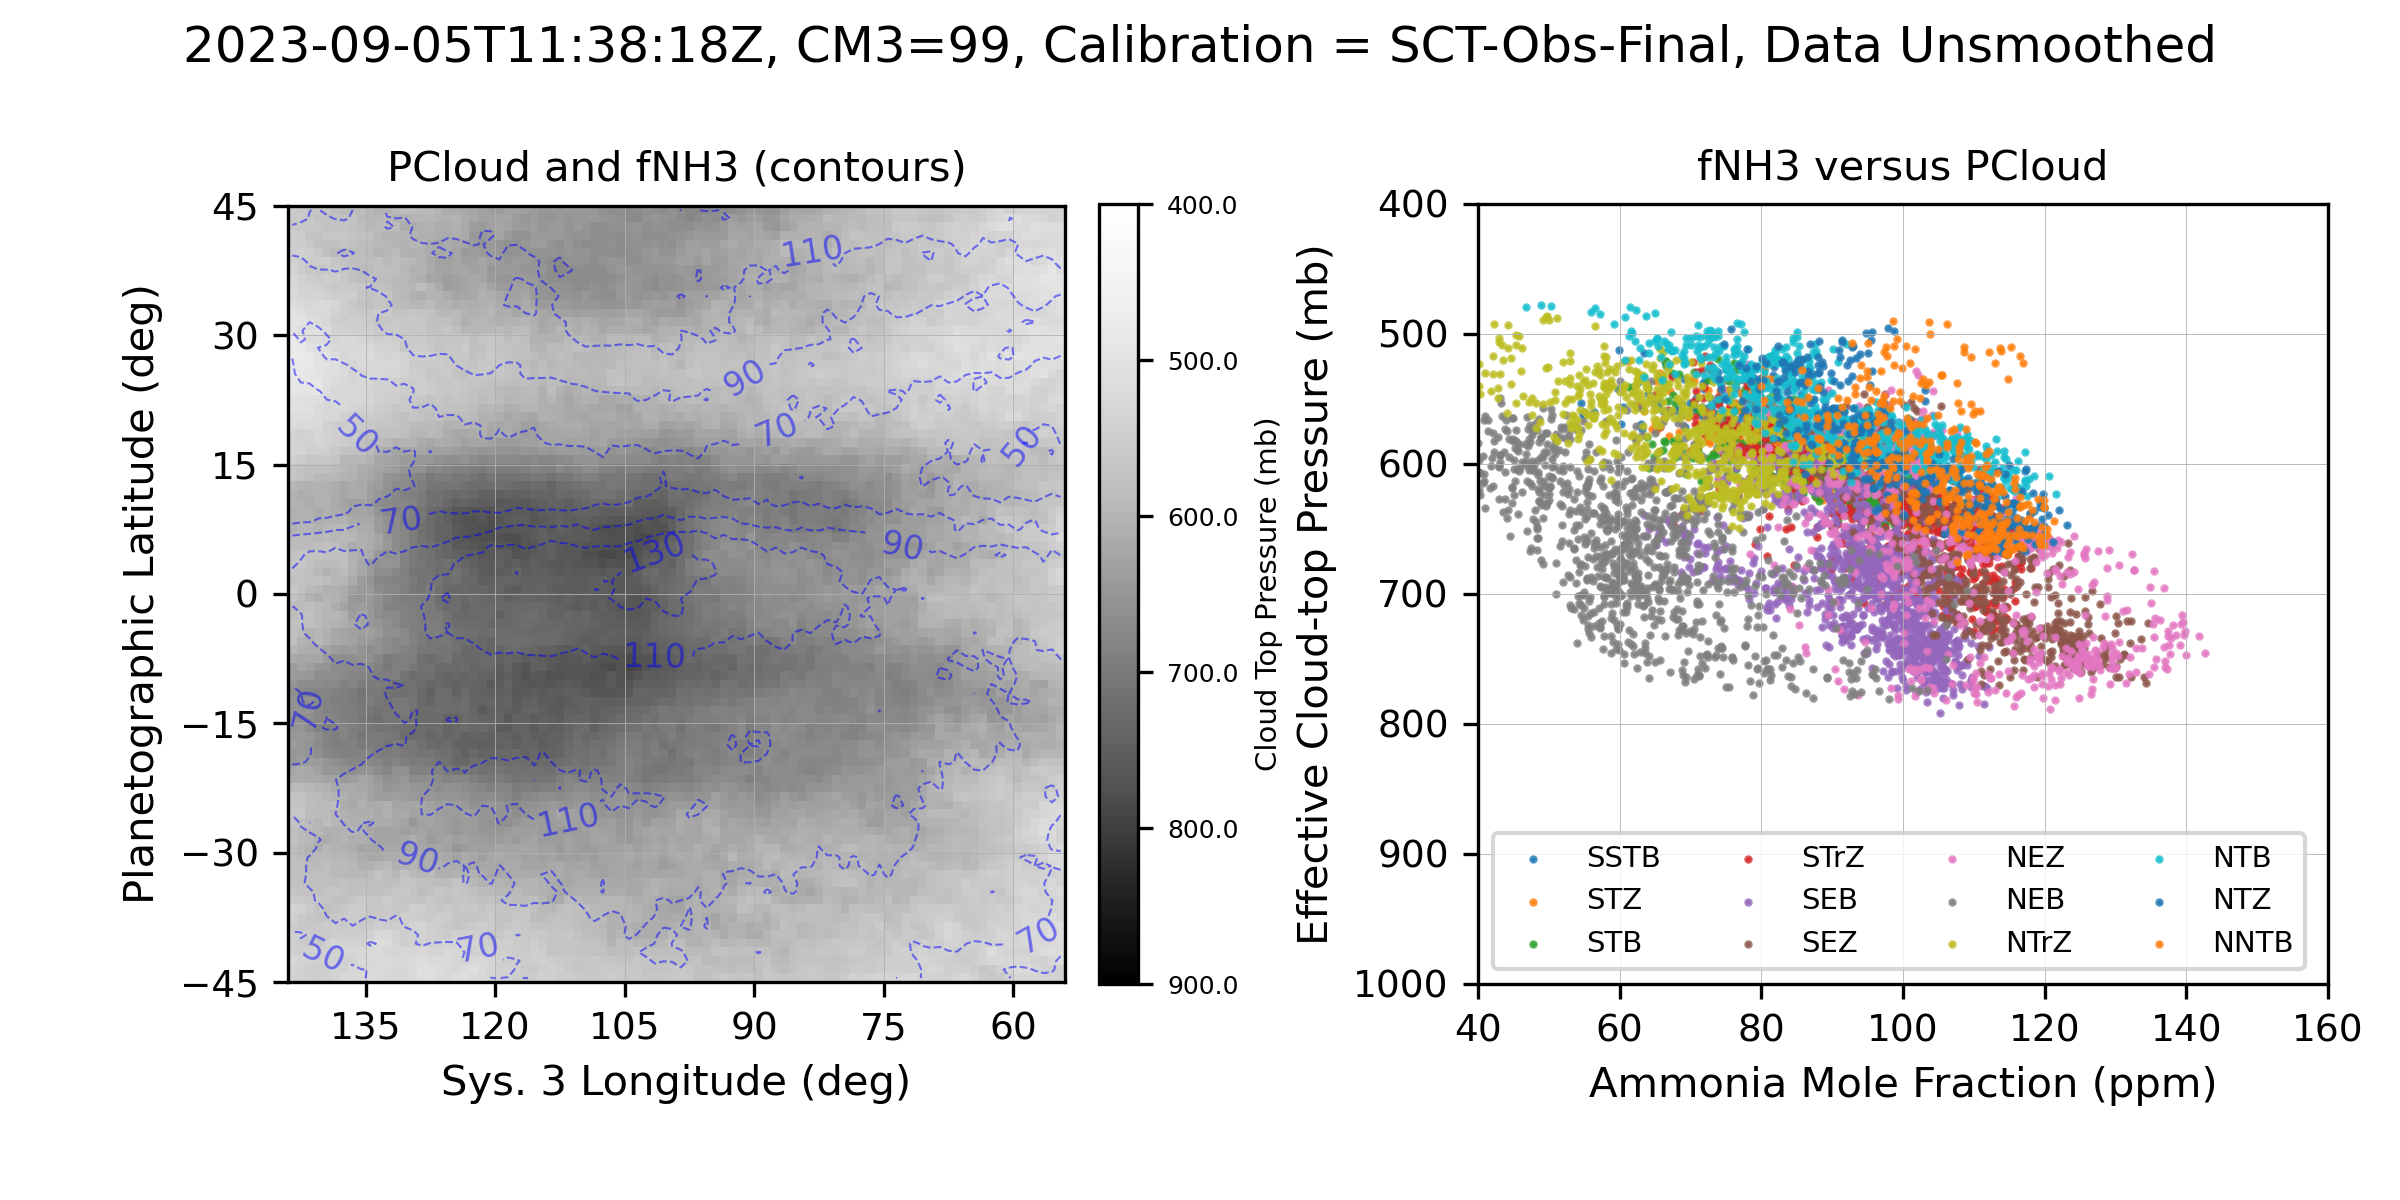 2023-09-05T11:38:18Z, CM3=99, Calibration = SCT-Obs-Final, Data Unsmoothed
PCloud and fNH3 (contours)
Planetographic Latitude (deg)
45
30
15
0
−15
−30
−45
135
120
105
90
75
60
Sys. 3 Longitude (deg)
110
90
50
70
50
70
130
90
110
70
110
90
50
70
70
400.0
500.0
600.0
700.0
800.0
900.0
Cloud Top Pressure (mb)
fNH3 versus PCloud
Effective Cloud-top Pressure (mb)
400
500
600
700
800
900
1000
40
60
80
100
120
140
160
Ammonia Mole Fraction (ppm)
SSTB
STZ
STB
STrZ
SEB
SEZ
NEZ
NEB
NTrZ
NTB
NTZ
NNTB